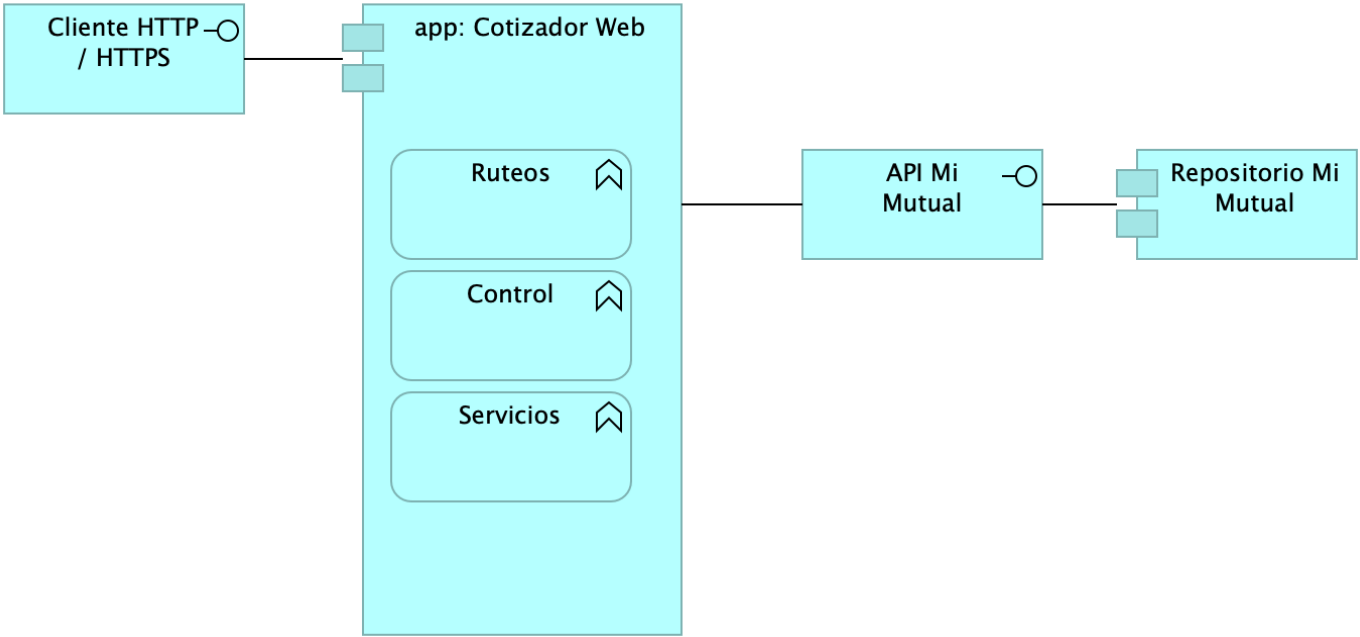 Cliente HTTP
/ HTTPS
app: Cotizador Web
Ruteos
Control
Servicios
API Mi
Mutual
Repositorio Mi
Mutual